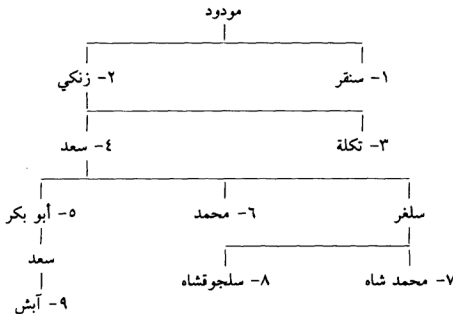 مودود
١- سنقر ٢- زنكي
٣- تكلة ٤- سعد
سلغر ٦- محمد ٥- أبو بكر
سعد
٧- محمد شاه ٨- سلجوقشاه
٩- آبش